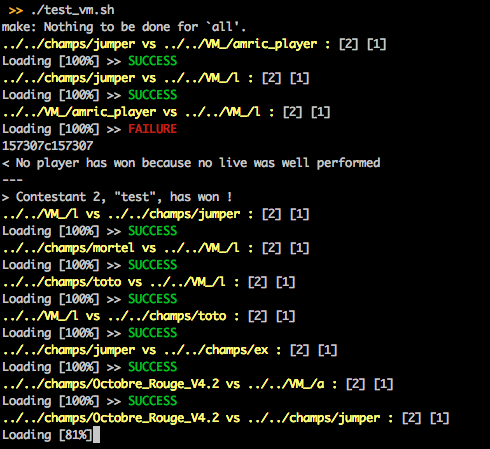 >> ./test_vm.sh
make: Nothing to be done for `all'.
../../champs/jumper vs ../../VM_/amric_player : [2] [1]
Loading [100%] >> SUCCESS
../../champs/jumper vs ../../VM_/l : [2] [1]
Loading [100%] >> SUCCESS
../../VM_/amric_player vs ../../VM_/l : [2] [1]
Loading [100%] >> FAILURE
157307c157307
< No player has won because no live was well performed
---
> Contestant 2, "test", has won !
../../VM_/l vs ../../champs/jumper : [2] [1]
Loading [100%] >> SUCCESS
../../champs/mortel vs ../../VM_/l : [2] [1]
Loading [100%] >> SUCCESS
../../champs/toto vs ../../VM_/l : [2] [1]
Loading [100%] >> SUCCESS
../../VM_/l vs ../../champs/toto : [2] [1]
Loading [100%] >> SUCCESS
../../champs/jumper vs ../../champs/ex : [2] [1]
Loading [100%] >> SUCCESS
../../champs/Octobre_Rouge_V4.2 vs ../../VM_/a : [2] [1]
Loading [100%] >> SUCCESS
../../champs/Octobre_Rouge_V4.2 vs ../../champs/jumper : [2] [1]
Loading [81%]